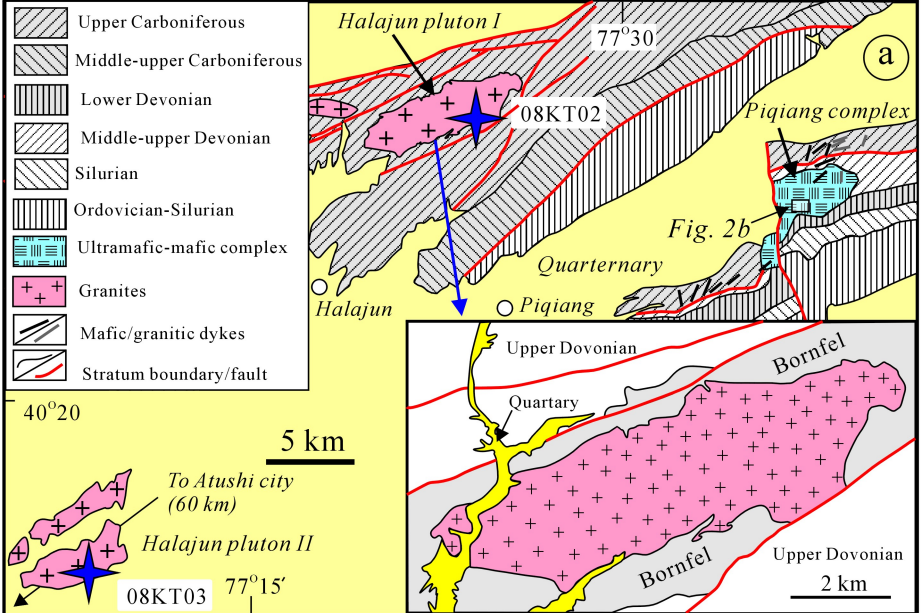 Upper Carboniferous
Middle-upper Carboniferous
Lower Devonian
Middle-upper Devonian
Silurian
Ordovician-Silurian
Ultramafic-mafic complex
Granites
Mafic/granitic dykes
Stratum boundary/fault
Halajun pluton I
77°30
a
08KT02
Piqiang complex
Fig. 2b
Quarternary
Halajun
Piqiang
40°20
5 km
To Atushi city
(60 km)
Halajun pluton II
08KT03
77°15′
Upper Dovonian
Bornfel
Quartary
Bornfel
Upper Dovonian
2 km